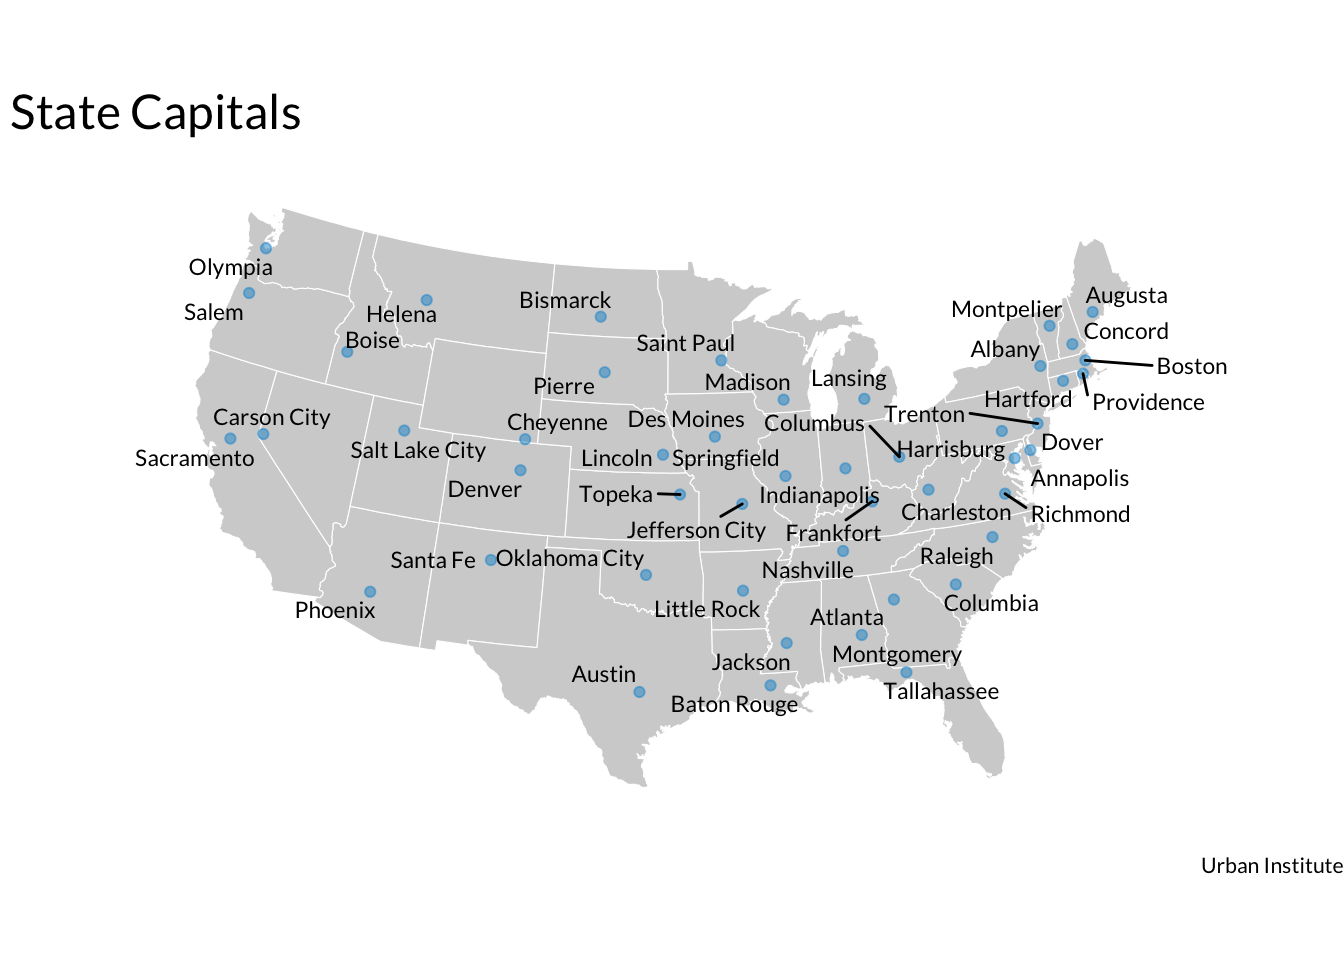 State Capitals
Olympia
Salem
Helena
Boise
Bismarck
Saint Paul
Pierre
Madison
Lansing
Montpelier
Augusta
Concord
Albany
Boston
Hartford
Providence
Carson City
Sacramento
Salt Lake City
Cheyenne
Denver
Des Moines
Lincoln
Springfield
Columbus
Trenton
Harrisburg
Dover
Annapolis
Topeka
Indianapolis
Jefferson City
Frankfort
Charleston
Richmond
Santa Fe
Oklahoma City
Nashville
Raleigh
Phoenix
Little Rock
Atlanta
Columbia
Jackson
Montgomery
Austin
Baton Rouge
Tallahassee
Urban Institute